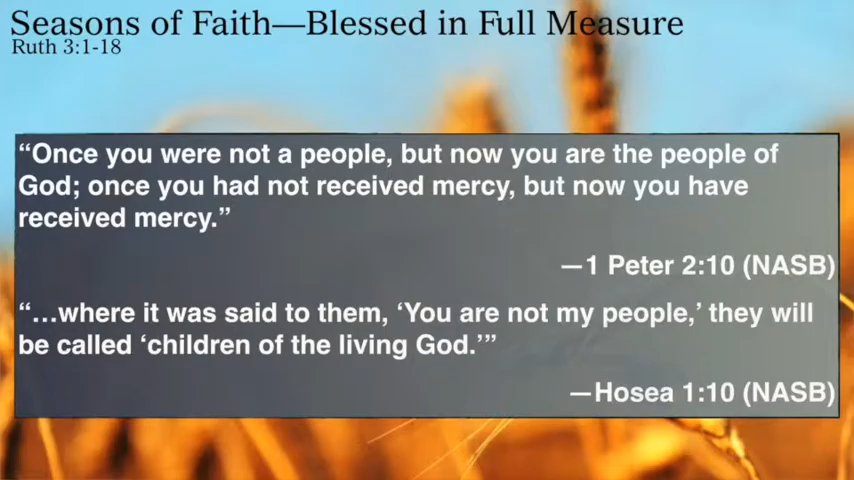 Seasons of Faith—Blessed in Full Measure
Ruth 3:1-18
“Once you were not a people, but now you are the people of
God; once you had not received mercy, but now you have
received mercy.”
—1 Peter 2:10 (NASB)
“…where it was said to them, ‘You are not my people,’ they will
be called ‘children of the living God.’”
—Hosea 1:10 (NASB)